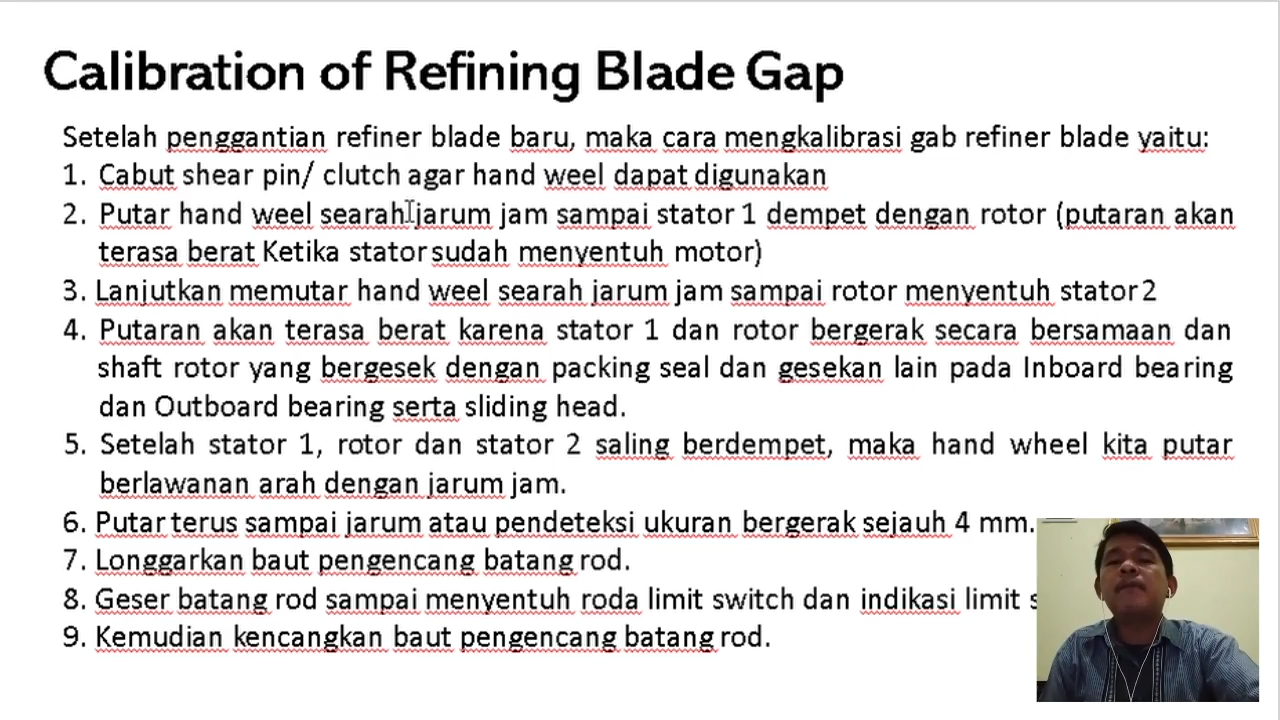 Calibration of Refining Blade Gap
Setelah penggantian refiner blade baru, maka cara mengkalibrasi gab refiner blade yaitu:
1. Cabut shear pin/ clutch agar hand weel dapat digunakan
2. Putar hand weel searah jarum jam sampai stator 1 dempet dengan rotor (putaran akan
terasa berat Ketika stator sudah menyentuh motor)
3. Lanjutkan memutar hand weel searah jarum jam sampai rotor menyentuh stator 2
4. Putaran akan terasa berat karena stator 1 dan rotor bergerak secara bersamaan dan
shaft rotor yang bergesek dengan packing seal dan gesekan lain pada Inboard bearing
dan Outboard bearing serta sliding head.
5. Setelah stator 1, rotor dan stator 2 saling berdempet, maka hand wheel kita putar
berlawanan arah dengan jarum jam.
6. Putar terus sampai jarum atau pendeteksi ukuran bergerak sejauh 4 mm.
7. Longgarkan baut pengencang batang rod.
8. Geser batang rod sampai menyentuh roda limit switch dan indikasi limit
9. Kemudian kencangkan baut pengencang batang rod.